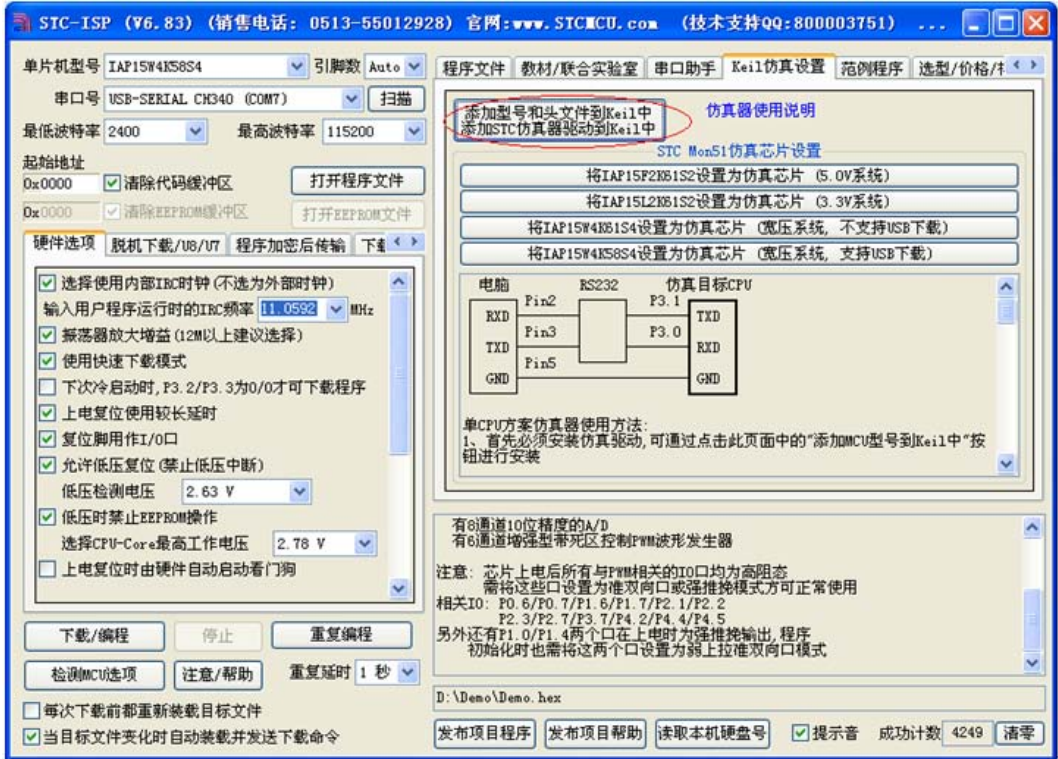 STC-ISP (V6.83) (销售电话: 0513-55012928) 官网:www.STCMCU.com (技术支持QQ:800003751) ...
单片机型号 IAP15W4K58S4 引脚数 Auto
串口号 USB-SERIAL CH340 (COM7) 扫描
最低波特率 2400 最高波特率 115200
起始地址
0x0000 清除代码缓冲区 打开程序文件
0x0000 清除EEPROM缓冲区 打开EEPROM文件
硬件选项 脱机下载/U8/U7 程序加密后传输
选择使用内部IRC时钟(不选为外部时钟)
输入用户程序运行时的IRC频率 11.0592 MHz
振荡器放大增益(12M以上建议选择)
使用快速下载模式
下次冷启动时,P3.2/P3.3为0/0才可下载程序
上电复位使用较长延时
复位脚用作I/O口
允许低压复位(禁止低压中断)
低压检测电压 2.63 V
低压时禁止EEPROM操作
选择CPU-Core最高工作电压 2.78 V
上电复位时由硬件自动启动看门狗
下载/编程 停止 重复编程
检测MCU选项 注意/帮助 重复延时 1 秒
每次下载前都重新装载目标文件
当目标文件变化时自动装载并发送下载命令
程序文件 教材/联合实验室 串口助手 Keil仿真设置 范例程序 选型/价格/
添加型号和头文件到Keil中
添加STC仿真器驱动到Keil中
仿真器使用说明
STC Mon51仿真芯片设置
将IAP15F2K61S2设置为仿真芯片 (5.0V系统)
将IAP15L2K61S2设置为仿真芯片 (3.3V系统)
将IAP15W4K61S4设置为仿真芯片 (宽压系统, 不支持USB下载)
将IAP15W4K58S4设置为仿真芯片 (宽压系统, 支持USB下载)
电脑 RS232 仿真目标CPU
Pin2 P3.1
RXD TXD
Pin3 P3.0
TXD RXD
Pin5
GND GND
单CPU方案仿真器使用方法:
1、首先必须安装仿真驱动,可通过点击此页面中的"添加MCU型号到Keil中"按
钮进行安装
有8通道10位精度的A/D
有6通道增强型带死区控制PWM波形发生器
注意: 芯片上电后所有与PWM相关的IO口均为高阻态
需将这些口设置为准双向口或强推挽模式方可正常使用
相关IO: P0.6/P0.7/P1.6/P1.7/P2.1/P2.2
P2.3/P2.7/P3.7/P4.2/P4.4/P4.5
另外还有P1.0/P1.4两个口在上电时为强推挽输出,程序
初始化时也需将这两个口设置为弱上拉准双向口模式
D:\Demo\Demo.hex
发布项目程序 发布项目帮助 读取本机硬盘号 提示音 成功计数 4249 清零